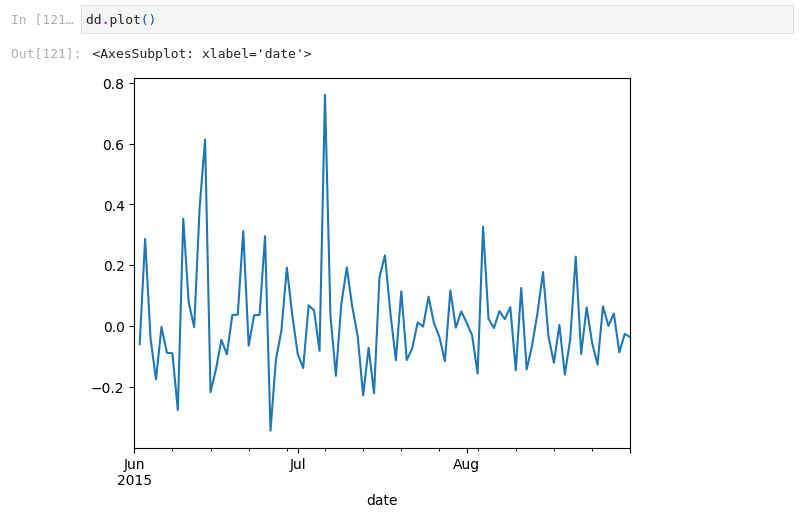 In [121… dd.plot()
Out[121]: <AxesSubplot: xlabel='date'>
0.8
0.6
0.4
0.2
0.0
−0.2
Jun Jul Aug
2015
date